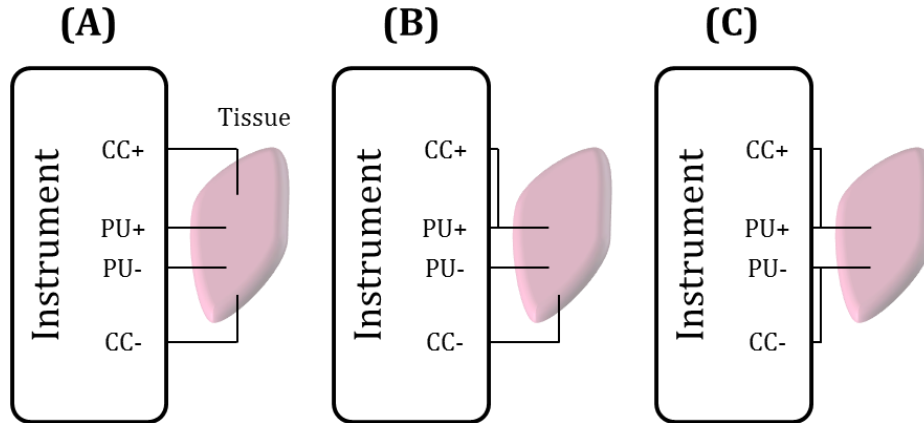 (A)
(B)
(C)
Tissue
Instrument
CC+
PU+
PU-
CC-
Instrument
CC+
PU+
PU-
CC-
Instrument
CC+
PU+
PU-
CC-